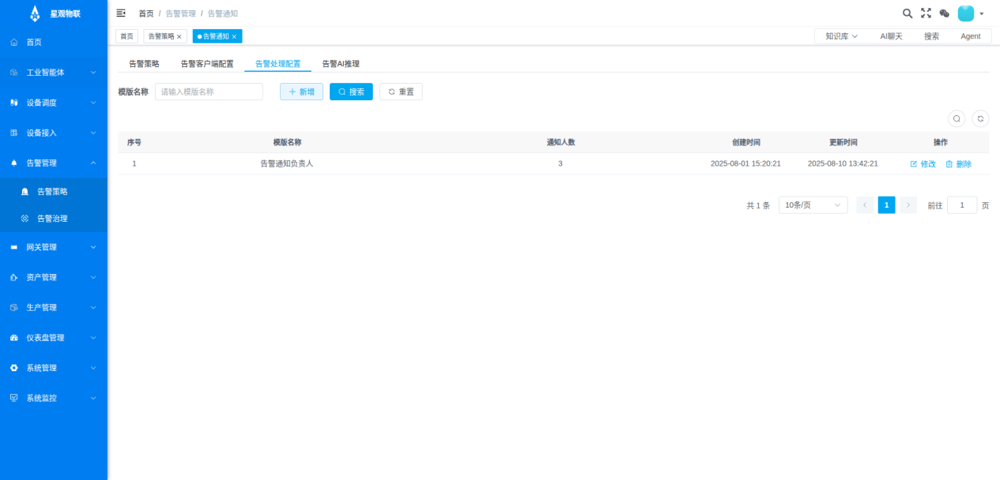 星观物联
首页
工业智能体
设备调度
设备接入
告警管理
告警策略
告警治理
网关管理
资产管理
生产管理
仪表盘管理
系统管理
系统监控
首页 / 告警管理 / 告警通知
首页 告警策略 × 告警通知 ×
知识库 AI聊天 搜索 Agent
告警策略 告警客户端配置 告警处理配置 告警AI推理
模版名称 请输入模版名称 新增 搜索 重置
序号 模版名称 通知人数 创建时间 更新时间 操作
1 告警通知负责人 3 2025-08-01 15:20:21 2025-08-10 13:42:21 修改 删除
共 1 条 10条/页 1 前往 1 页